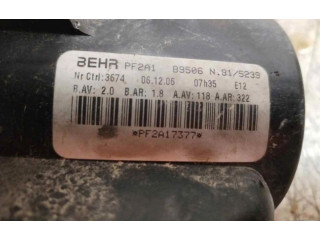 BEHR PF2A1 B9506 N.91/9239
Nr Ctrl:3674 06.12.06 07h35 E12
B.AV: 2.0 B.AR: 1.8 A.AV:118 A.AR:322
*PF2A17377*